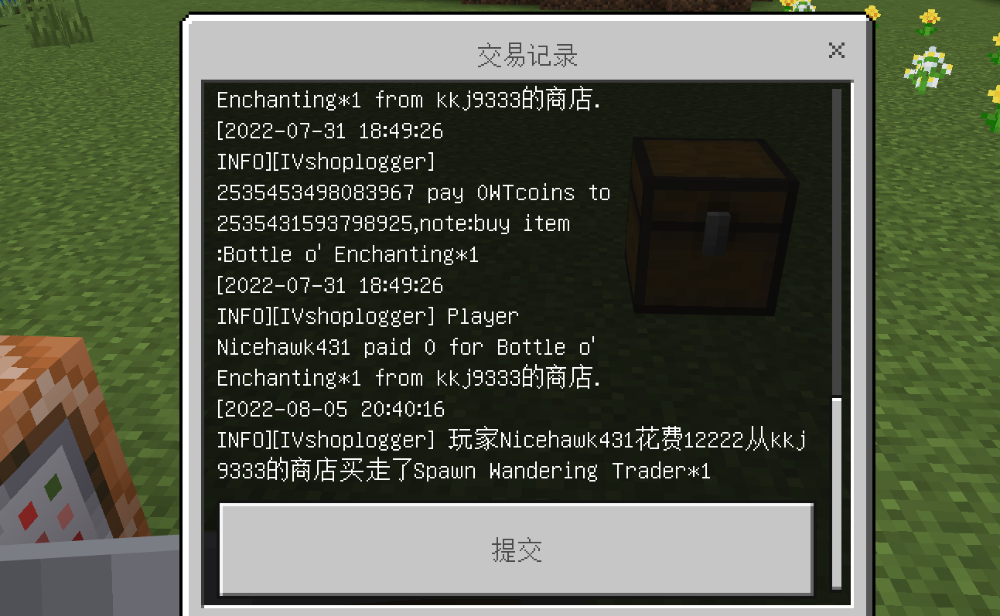 交易记录
Enchanting*1 from kkj9333的商店.
[2022-07-31 18:49:26
INFO][IVshoplogger]
2535453498083967 pay 0WTcoins to
2535431593798925,note:buy item
:Bottle o' Enchanting*1
[2022-07-31 18:49:26
INFO][IVshoplogger] Player
Nicehawk431 paid 0 for Bottle o'
Enchanting*1 from kkj9333的商店.
[2022-08-05 20:40:16
INFO][IVshoplogger] 玩家Nicehawk431花费12222从kkj
9333的商店买走了Spawn Wandering Trader*1
提交